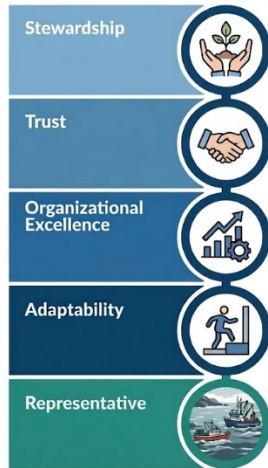 Stewardship
Trust
Organizational
Excellence
Adaptability
Representative